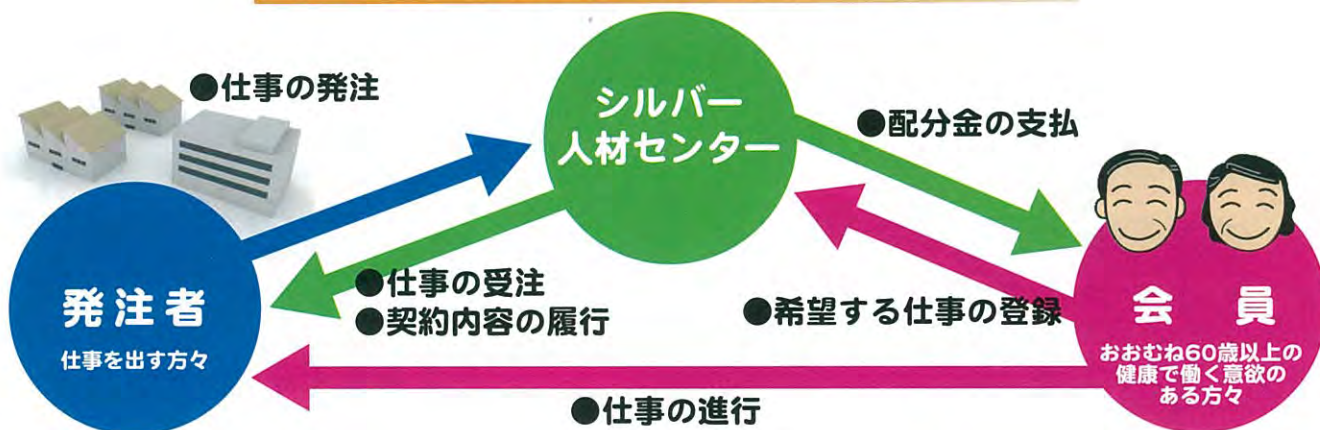 ●仕事の発注
シルバー
人材センター
●配分金の支払
発注者
仕事を出す方々
●仕事の受注
●契約内容の履行
●希望する仕事の登録
会員
おおむね60歳以上の
健康で働く意欲の
ある方々
●仕事の進行